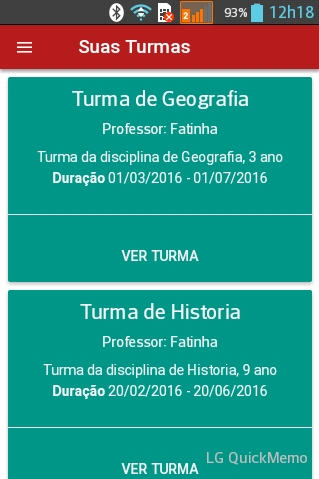 2
93% 12h18
Suas Turmas
Turma de Geografia
Professor: Fatinha
Turma da disciplina de Geografia, 3 ano
Duração 01/03/2016 - 01/07/2016
VER TURMA
Turma de Historia
Professor: Fatinha
Turma da disciplina de Historia, 9 ano
Duração 20/02/2016 - 20/06/2016
VER TURMA
LG QuickMemo